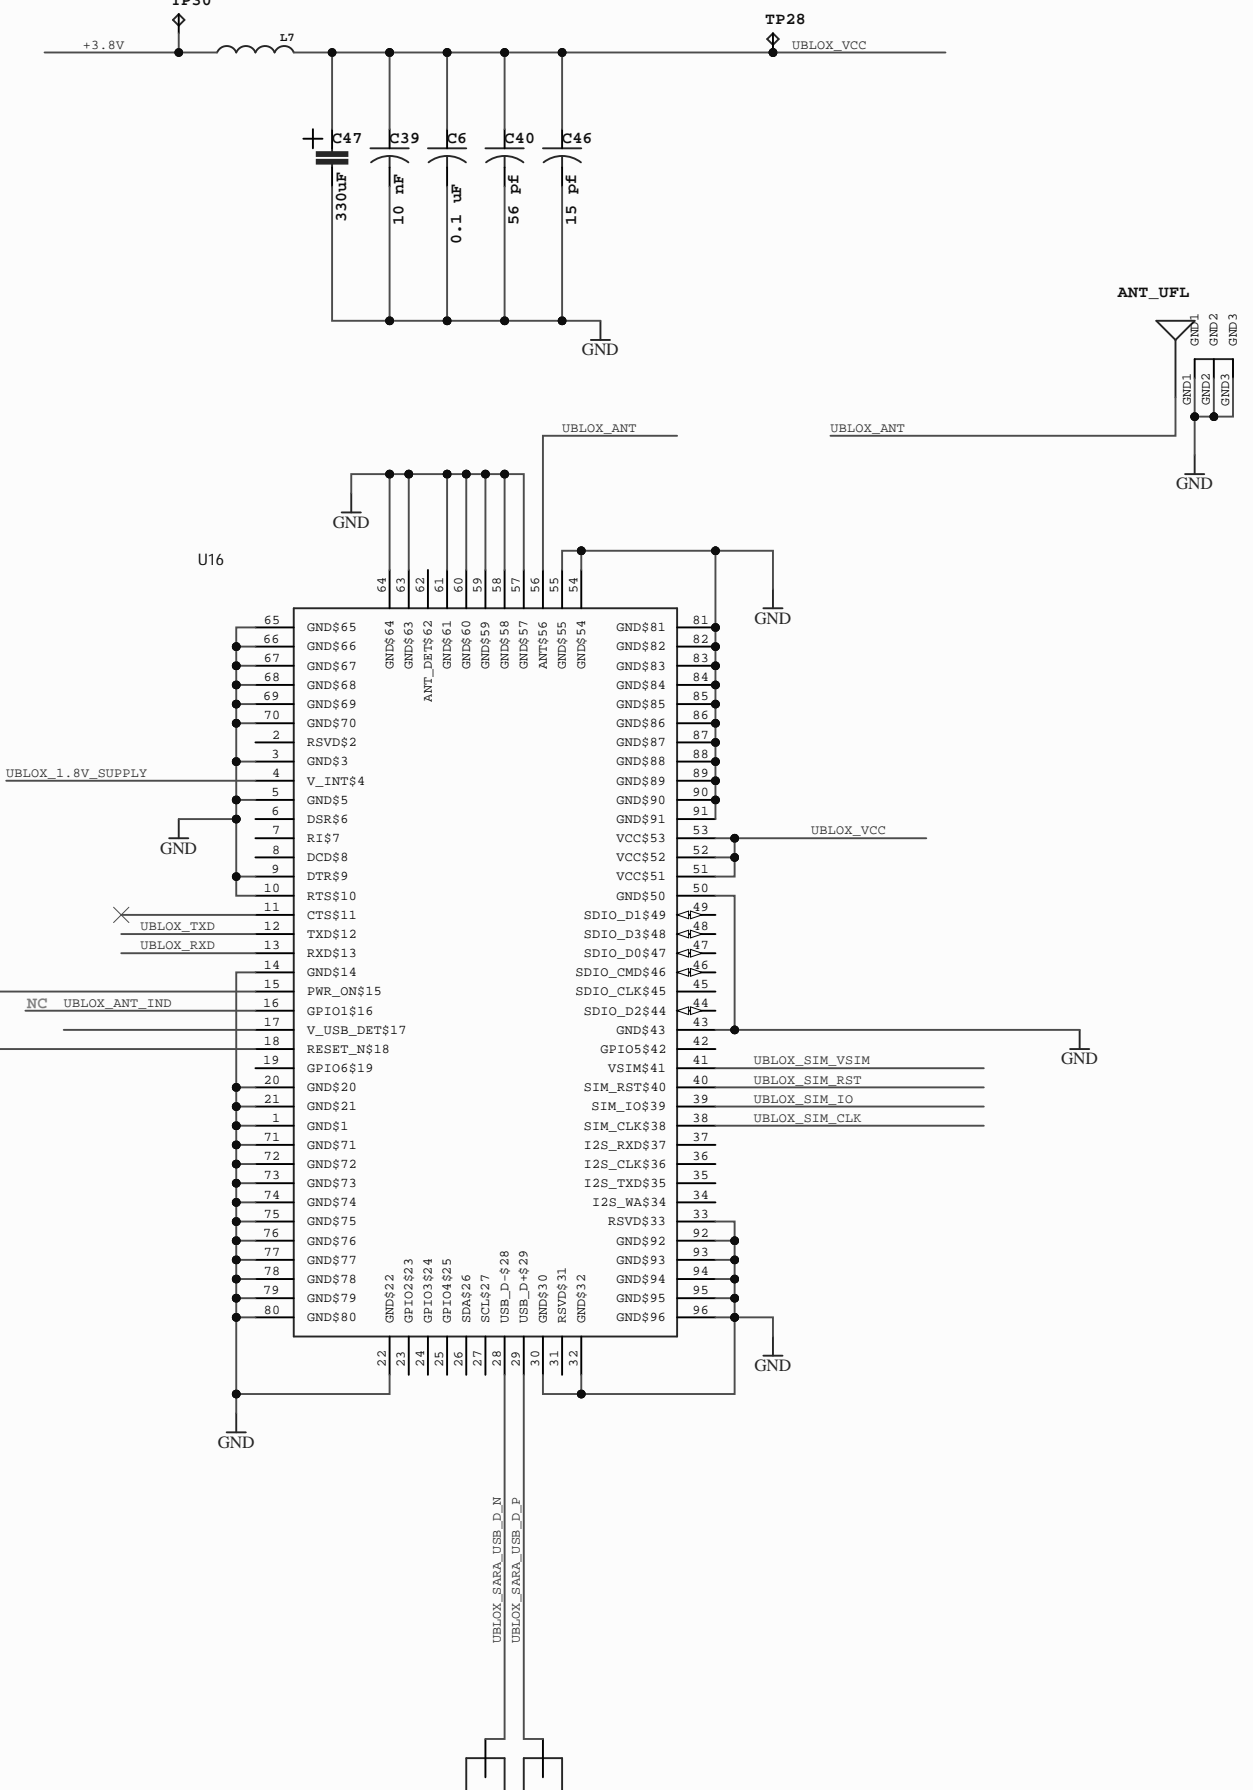 TP30
TP28
+3.8V
L7
UBLOX_VCC
C47
C39
C6
C40
C46
330uF
10 nF
0.1 uF
56 pf
15 pf
GND
ANT_UFL
GND1
GND2
GND3
GND1
GND2
GND3
UBLOX_ANT
UBLOX_ANT
GND
GND
U16
64
63
62
61
60
59
58
57
56
55
54
GND
GND$64
GND$63
ANT_DET$62
GND$61
GND$60
GND$59
GND$58
GND$57
ANT$56
GND$55
GND$54
65 GND$65 GND$81 81
66 GND$66 GND$82 82
67 GND$67 GND$83 83
68 GND$68 GND$84 84
69 GND$69 GND$85 85
70 GND$70 GND$86 86
2 RSVD$2 GND$87 87
3 GND$3 GND$88 88
UBLOX_1.8V_SUPPLY 4 V_INT$4 GND$89 89
5 GND$5 GND$90 90
6 DSR$6 GND$91 91
7 RI$7 VCC$53 53 UBLOX_VCC
GND
8 DCD$8 VCC$52 52
9 DTR$9 VCC$51 51
10 RTS$10 GND$50 50
11 CTS$11 SDIO_D1$49 49
UBLOX_TXD 12 TXD$12 SDIO_D3$48 48
UBLOX_RXD 13 RXD$13 SDIO_D0$47 47
14 GND$14 SDIO_CMD$46 46
15 PWR_ON$15 SDIO_CLK$45 45
NC UBLOX_ANT_IND 16 GPIO1$16 SDIO_D2$44 44
17 V_USB_DET$17 GND$43 43
18 RESET_N$18 GPIO5$42 42
GND
19 GPIO6$19 VSIM$41 41 UBLOX_SIM_VSIM
20 GND$20 SIM_RST$40 40 UBLOX_SIM_RST
21 GND$21 SIM_IO$39 39 UBLOX_SIM_IO
1 GND$1 SIM_CLK$38 38 UBLOX_SIM_CLK
71 GND$71 I2S_RXD$37 37
72 GND$72 I2S_CLK$36 36
73 GND$73 I2S_TXD$35 35
74 GND$74 I2S_WA$34 34
75 GND$75 RSVD$33 33
76 GND$76 GND$92 92
77 GND$77 GND$93 93
78 GND$78 GND$94 94
79 GND$79 GND$95 95
80 GND$80 GND$96 96
GND$22
GPIO2$23
GPIO3$24
GPIO4$25
SDA$26
SCL$27
USB_D-$28
USB_D+$29
GND$30
RSVD$31
GND$32
22
23
24
25
26
27
28
29
30
31
32
GND
GND
UBLOX_SARA_USB_D_N
UBLOX_SARA_USB_D_P